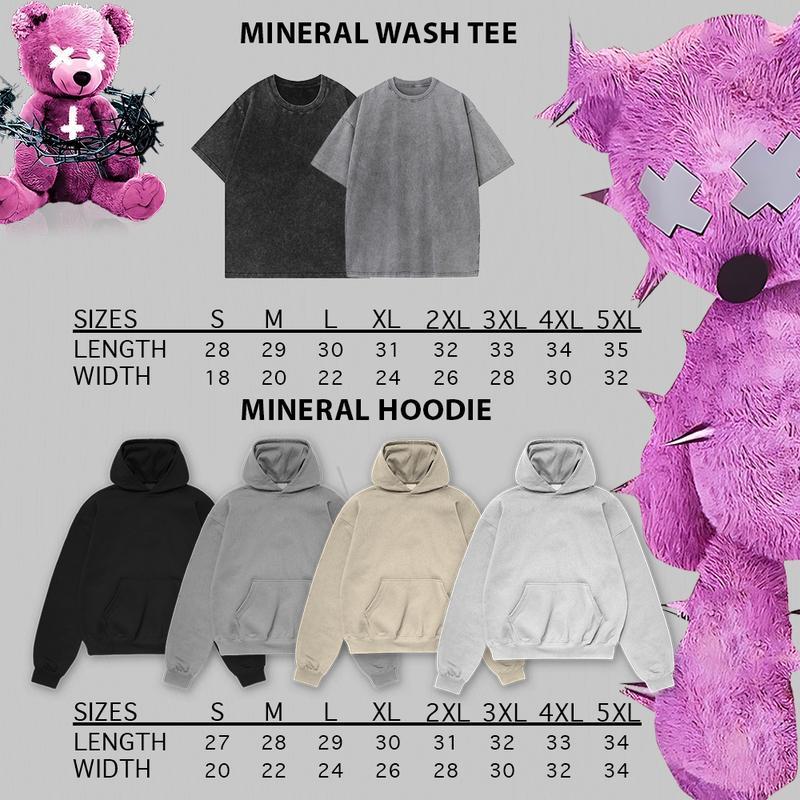 MINERAL WASH TEE
SIZES S M L XL 2XL 3XL 4XL 5XL
LENGTH 28 29 30 31 32 33 34 35
WIDTH 18 20 22 24 26 28 30 32
MINERAL HOODIE
SIZES S M L XL 2XL 3XL 4XL 5XL
LENGTH 27 28 29 30 31 32 33 34
WIDTH 20 22 24 26 28 30 32 34